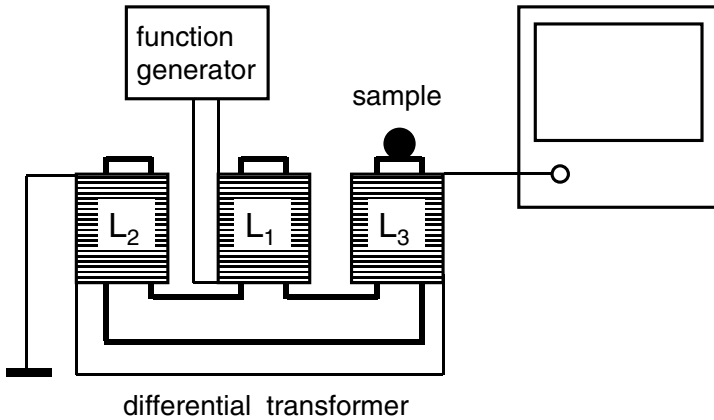 function
generator
sample
L2
L1
L3
differential transformer